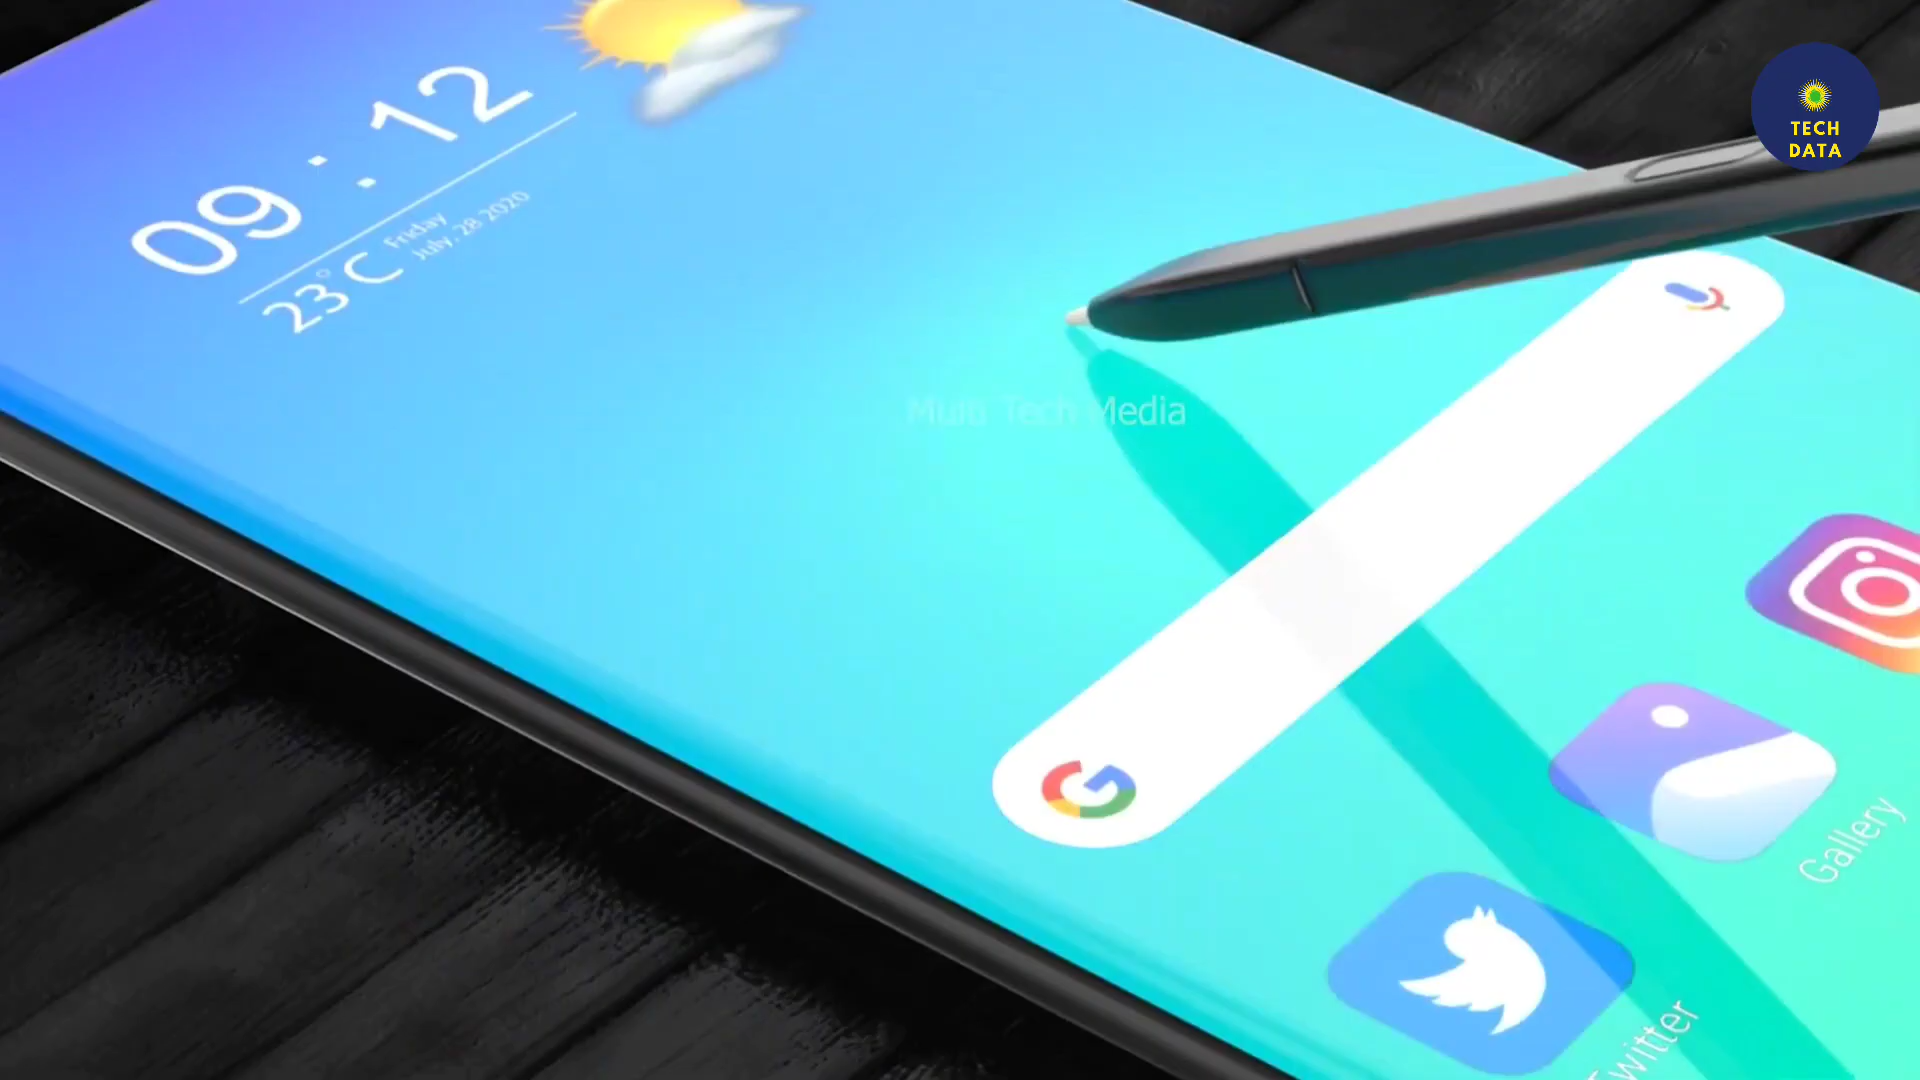 TECH
DATA
09:12
23°C
Friday
July, 28 2020
Multi Tech Media
Gallery
Twitter